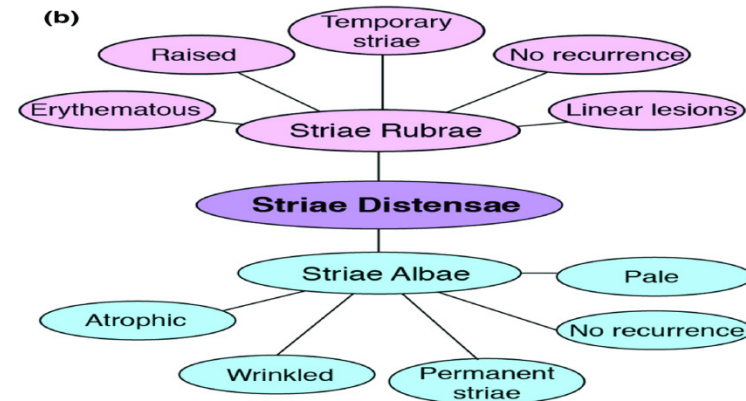 (b)
Temporary
striae
Raised
No recurrence
Erythematous
Linear lesions
Striae Rubrae
Striae Distensae
Striae Albae
Pale
Atrophic
No recurrence
Wrinkled
Permanent
striae